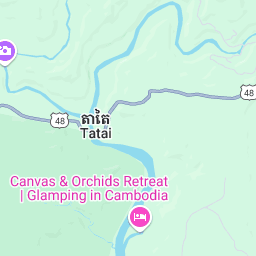 48
តាតៃ
48
Tatai
Canvas & Orchids Retreat
| Glamping in Cambodia